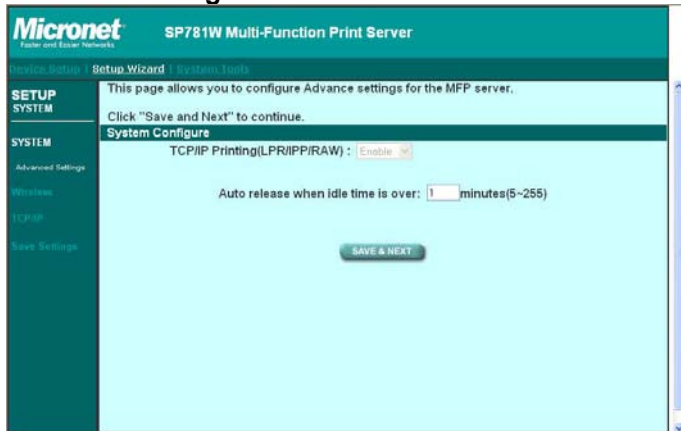 Micronet
Faster and Easier Networks
SP781W Multi-Function Print Server
Device Setup | Setup Wizard | System Tools
SETUP
SYSTEM
SYSTEM
Advanced Settings
Wireless
TCP/IP
Save Settings
This page allows you to configure Advance settings for the MFP server.
Click "Save and Next" to continue.
System Configure
TCP/IP Printing(LPR/IPP/RAW) : Enable
Auto release when idle time is over: 1 minutes(5~255)
SAVE & NEXT